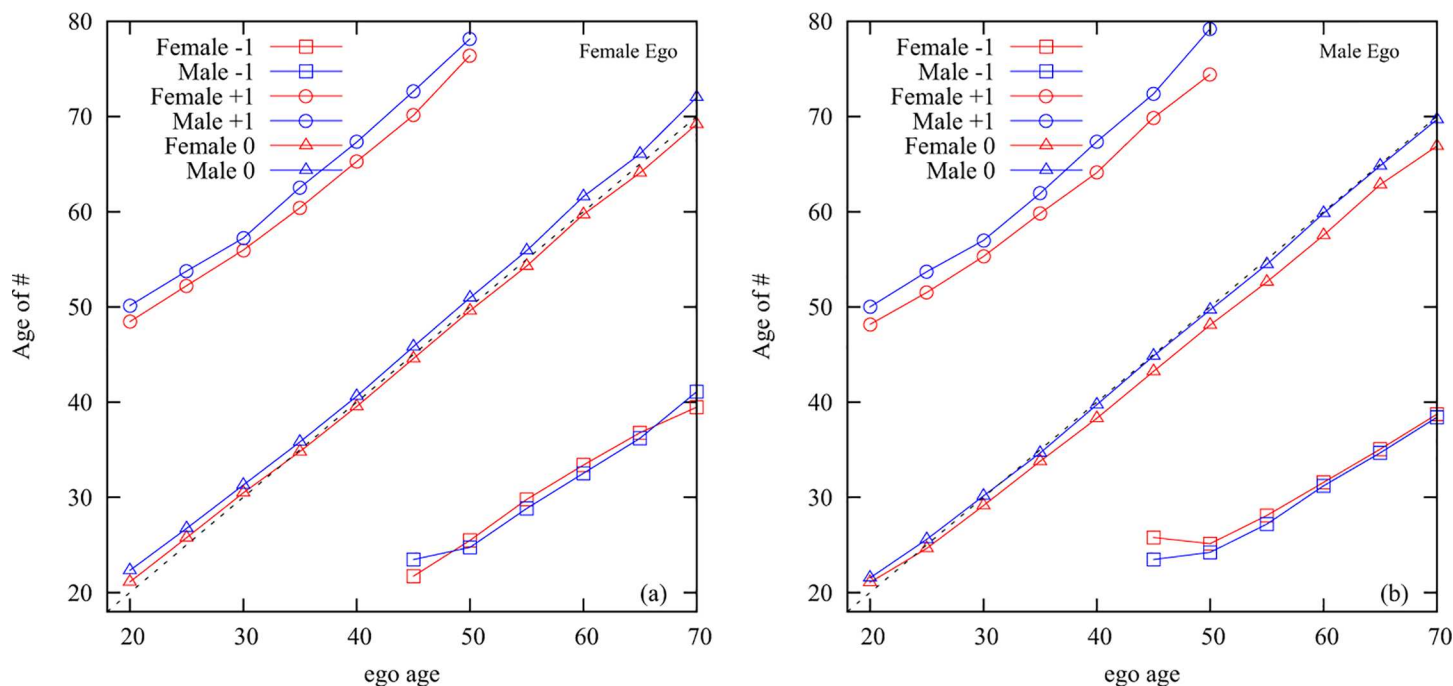 80
70
60
50
40
30
20
Age of #
Female -1
Male -1
Female +1
Male +1
Female 0
Male 0
Female Ego
(a)
20 30 40 50 60 70
ego age
80
70
60
50
40
30
20
Age of #
Female -1
Male -1
Female +1
Male +1
Female 0
Male 0
Male Ego
(b)
20 30 40 50 60 70
ego age